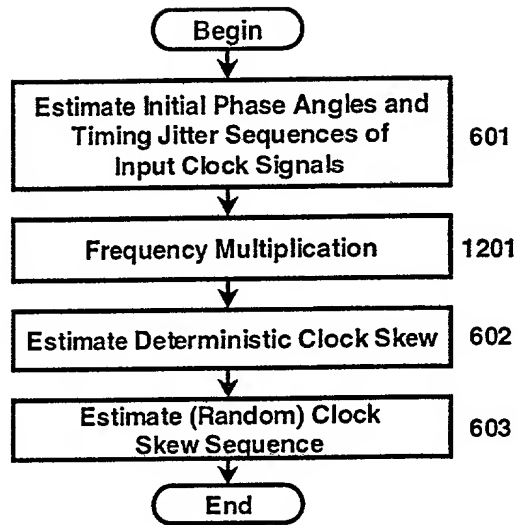 Begin
Estimate Initial Phase Angles and
Timing Jitter Sequences of
Input Clock Signals
601
Frequency Multiplication
1201
Estimate Deterministic Clock Skew
602
Estimate (Random) Clock
Skew Sequence
603
End